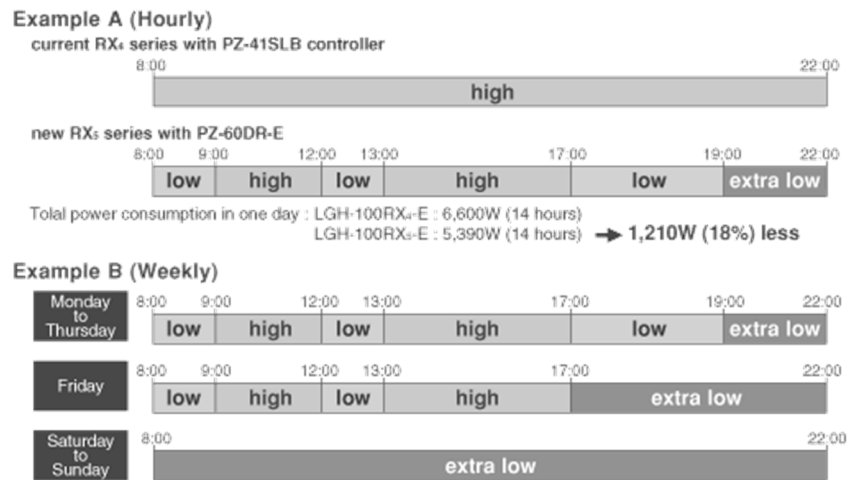 Example A (Hourly)
current RX₄ series with PZ-41SLB controller
8:00 22:00
high
new RX₅ series with PZ-60DR-E
8:00 9:00 12:00 13:00 17:00 19:00 22:00
low high low high low extra low
Tolal power consumption in one day : LGH-100RX₄-E : 6,600W (14 hours)
LGH-100RX₅-E : 5,390W (14 hours) → 1,210W (18%) less
Example B (Weekly)
Monday
to
Thursday
8:00 9:00 12:00 13:00 17:00 19:00 22:00
low high low high low extra low
Friday
8:00 9:00 12:00 13:00 17:00 22:00
low high low high extra low
Saturday
to
Sunday
8:00 22:00
extra low